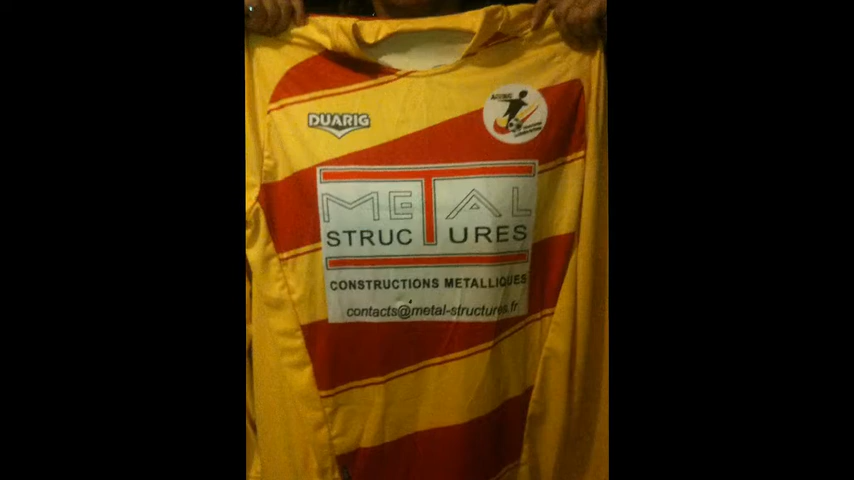 DUARIG
METAL
STRUCTURES
CONSTRUCTIONS METALLIQUES
contacts@metal-structures.fr